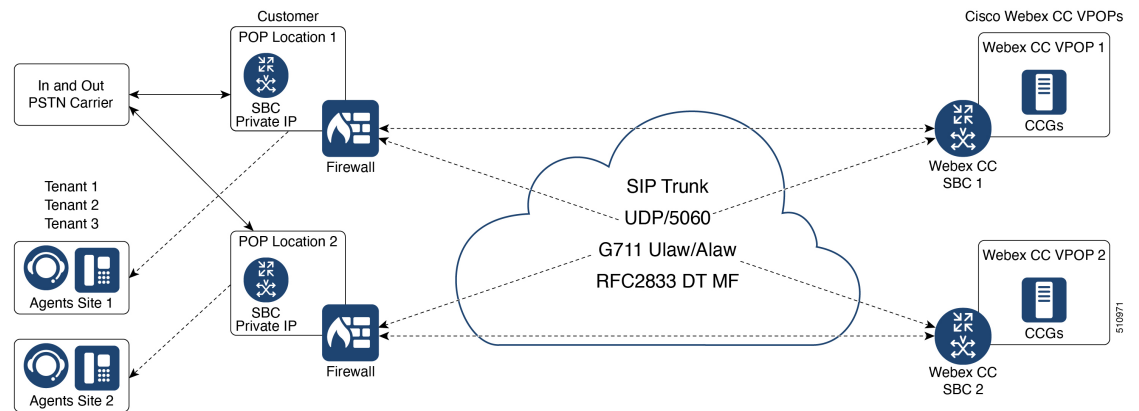 Customer
Cisco Webex CC VPOPs
POP Location 1
SBC
Private IP
Firewall
In and Out
PSTN Carrier
Webex CC VPOP 1
CCGs
Webex CC
SBC 1
Tenant 1
Tenant 2
Tenant 3
Agents Site 1
Agents Site 2
POP Location 2
SBC
Private IP
Firewall
SIP Trunk
UDP/5060
G711 Ulaw/Alaw
RFC2833 DT MF
Webex CC VPOP 2
CCGs
Webex CC
SBC 2
510971